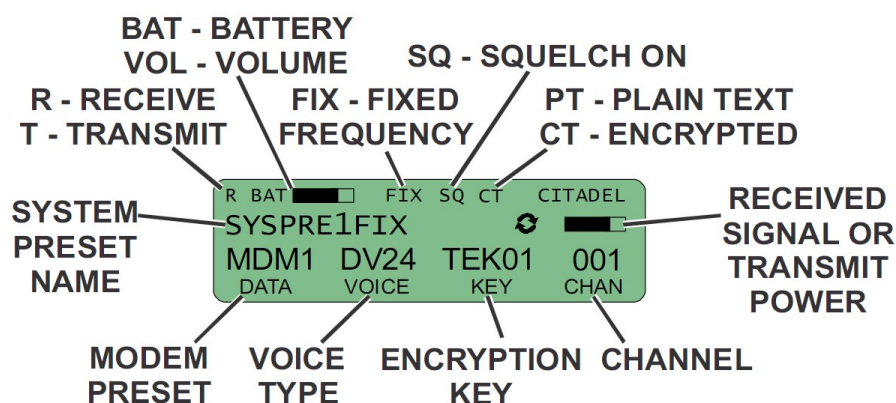 BAT - BATTERY
VOL - VOLUME
SQ - SQUELCH ON
R - RECEIVE
T - TRANSMIT
FIX - FIXED
FREQUENCY
PT - PLAIN TEXT
CT - ENCRYPTED
R BAT FIX SQ CT CITADEL
SYSPRE1FIX
MDM1 DV24 TEK01 001
DATA VOICE KEY CHAN
SYSTEM
PRESET
NAME
RECEIVED
SIGNAL OR
TRANSMIT
POWER
MODEM
PRESET
VOICE
TYPE
ENCRYPTION
KEY
CHANNEL